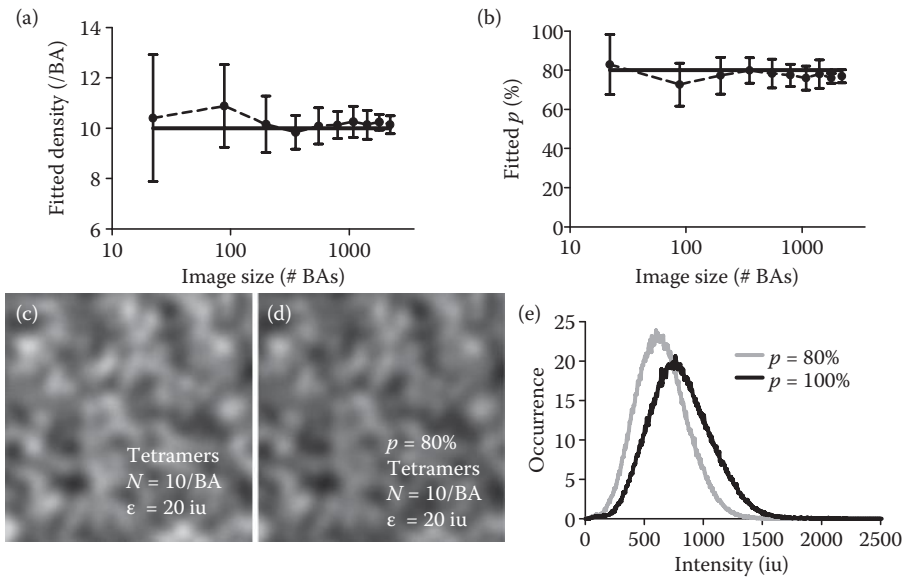 (a)
14
12
10
8
6
Fitted density (/BA)
10
100
1000
Image size (# BAs)
(b)
100
80
60
40
20
0
Fitted p (%)
10
100
1000
Image size (# BAs)
(c)
Tetramers
N = 10/BA
ε = 20 iu
(d)
p = 80%
Tetramers
N = 10/BA
ε = 20 iu
(e)
25
20
15
10
5
0
Occurrence
p = 80%
p = 100%
0
500
1000
1500
2000
2500
Intensity (iu)